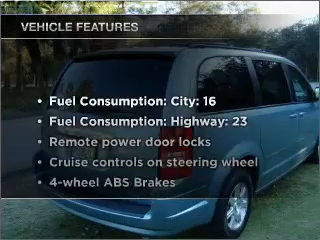 VEHICLE FEATURES
• Fuel Consumption: City: 16
• Fuel Consumption: Highway: 23
• Remote power door locks
• Cruise controls on steering wheel
• 4-wheel ABS Brakes